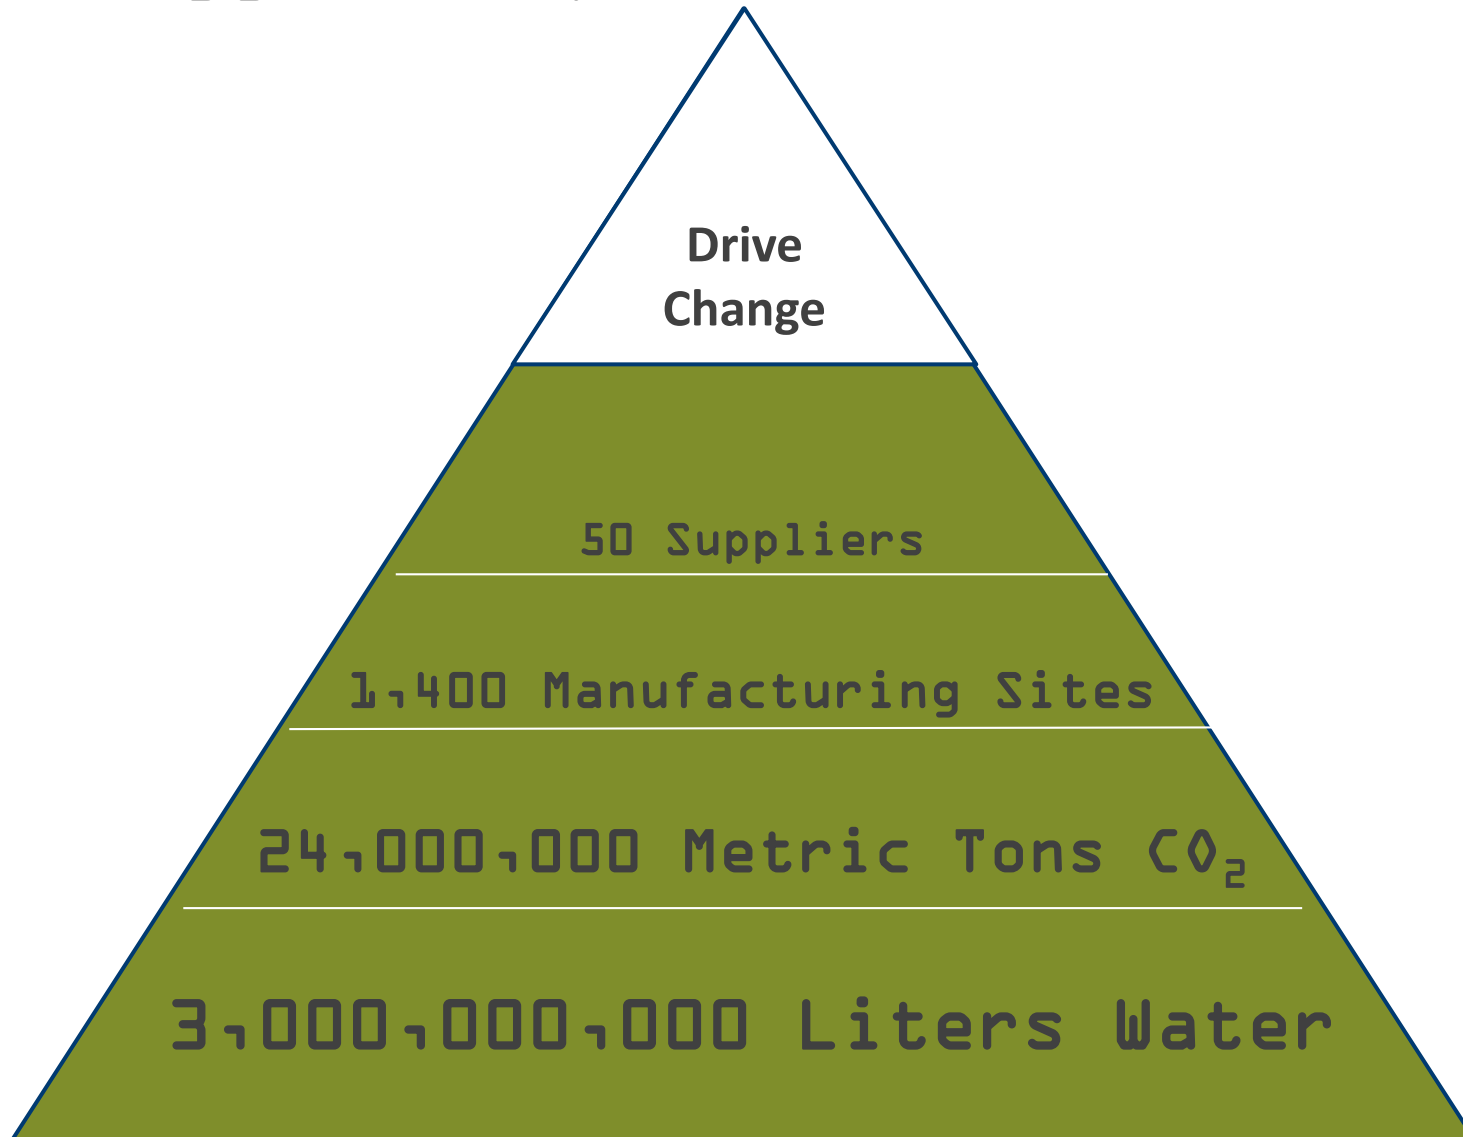 Drive
Change
50 Suppliers
1,400 Manufacturing Sites
24,000,000 Metric Tons CO₂
3,000,000,000 Liters Water